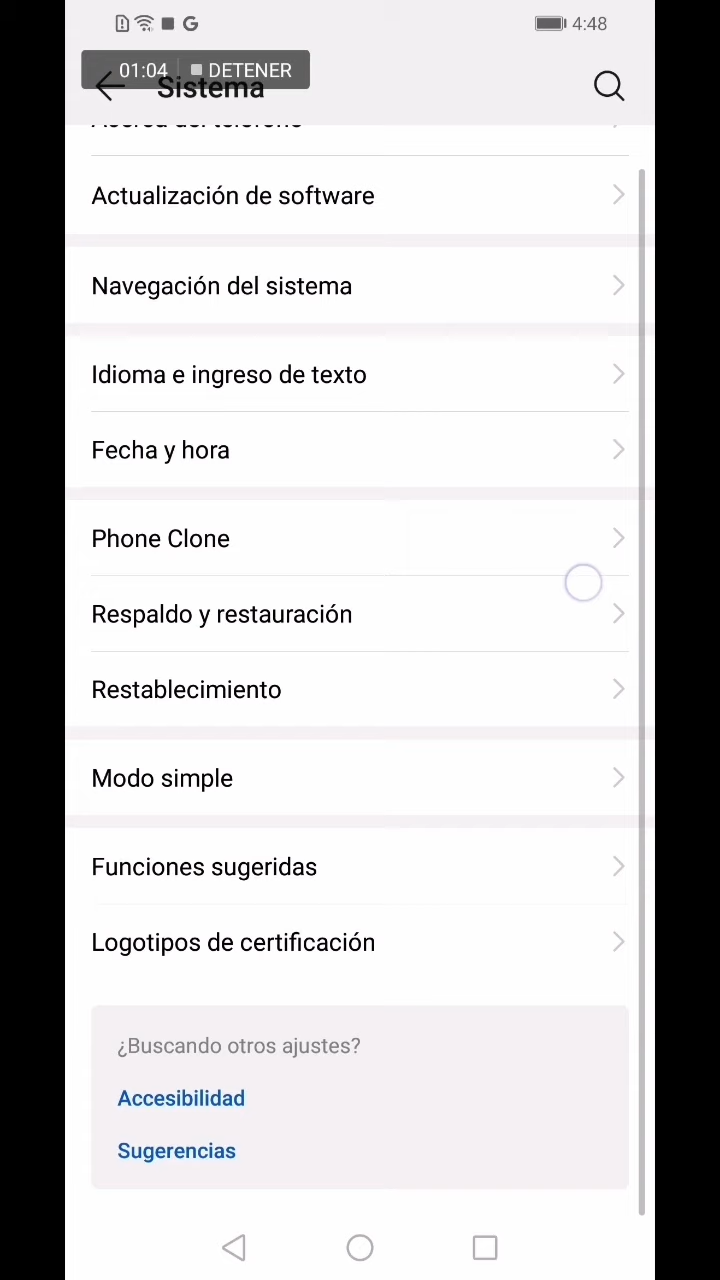 4:48
01:04 DETENER
Sistema
Actualización de software
Navegación del sistema
Idioma e ingreso de texto
Fecha y hora
Phone Clone
Respaldo y restauración
Restablecimiento
Modo simple
Funciones sugeridas
Logotipos de certificación
¿Buscando otros ajustes?
Accesibilidad
Sugerencias